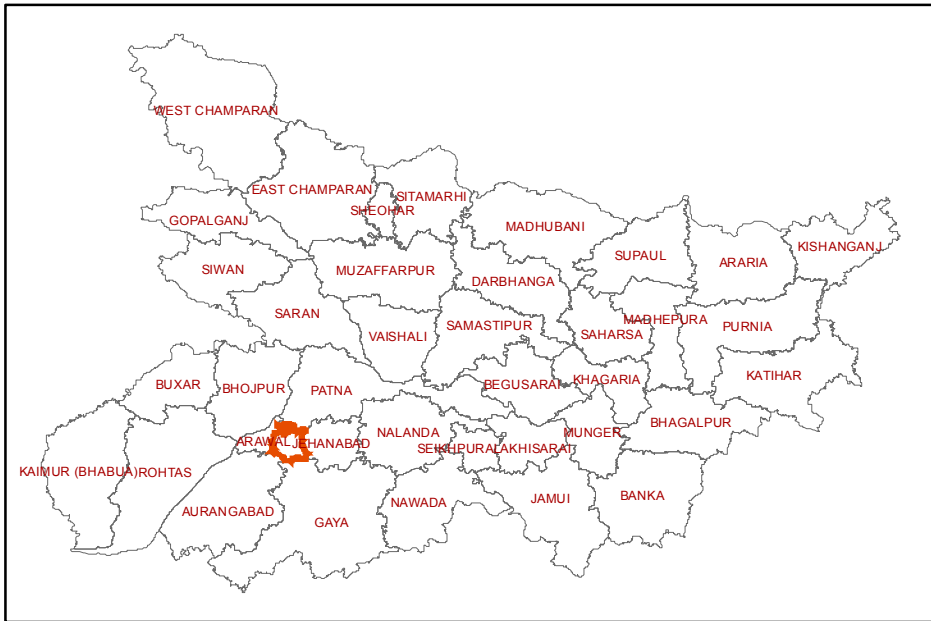 WEST CHAMPARAN
EAST CHAMPARAN
SITAMARHI
SHEOHAR
GOPALGANJ
MADHUBANI
KISHANGANJ
SUPAUL
ARARIA
SIWAN
MUZAFFARPUR
DARBHANGA
SARAN
MADHEPURA
VAISHALI
SAMASTIPUR
SAHARSA
PURNIA
BUXAR
BHOJPUR
PATNA
BEGUSARAI
KHAGARIA
KATIHAR
BHAGALPUR
ARAWAL
JEHANABAD
NALANDA
SEIKHPURA
LAKHISARAI
MUNGER
KAIMUR (BHABUA)
ROHTAS
AURANGABAD
GAYA
NAWADA
JAMUI
BANKA